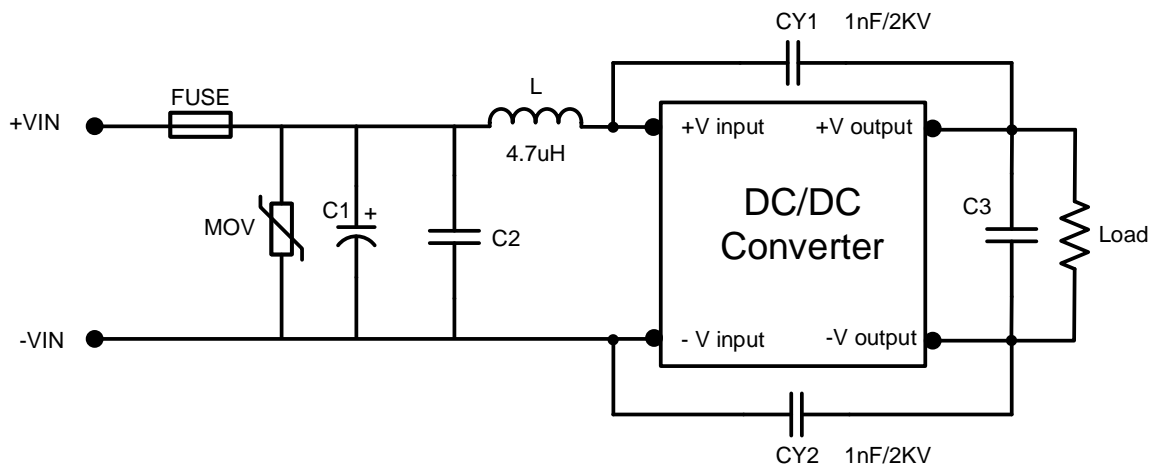 CY1 1nF/2KV
L
FUSE
+VIN
+V input
+V output
4.7uH
C1
+
MOV
C2
DC/DC
Converter
C3
Load
-VIN
- V input
-V output
CY2 1nF/2KV